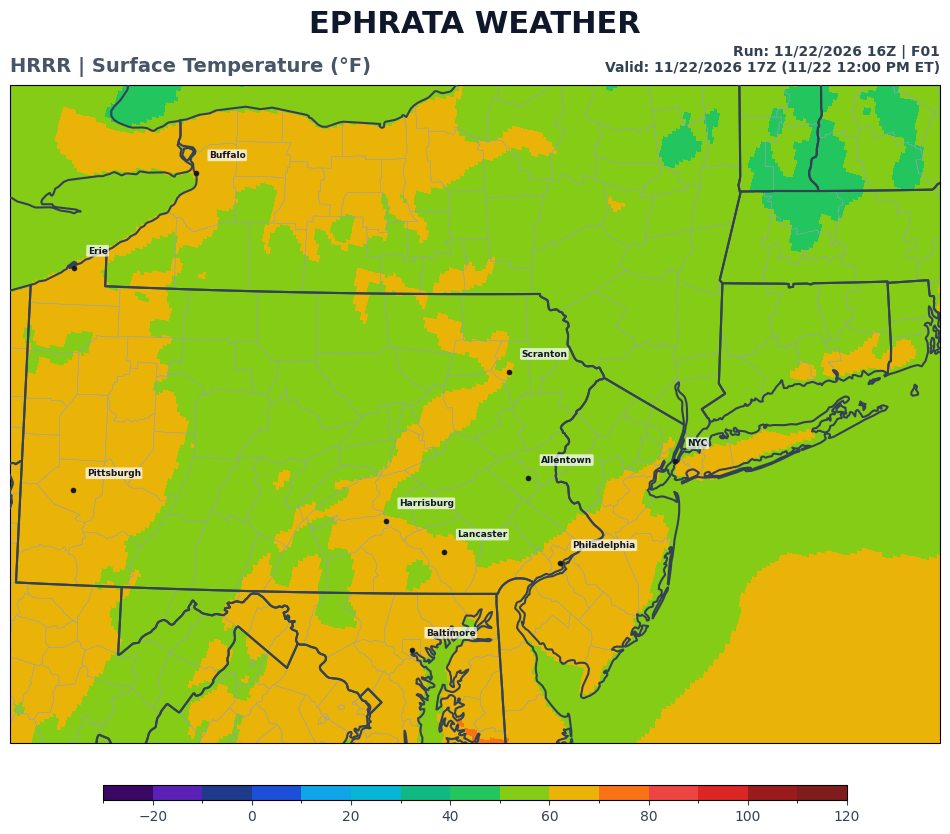 EPHRATA WEATHER
HRRR | Surface Temperature (°F)
Run: 11/22/2026 16Z | F01
Valid: 11/22/2026 17Z (11/22 12:00 PM ET)
Buffalo
Erie
Scranton
NYC
Allentown
Pittsburgh
Harrisburg
Lancaster
Philadelphia
Baltimore
−20 0 20 40 60 80 100 120